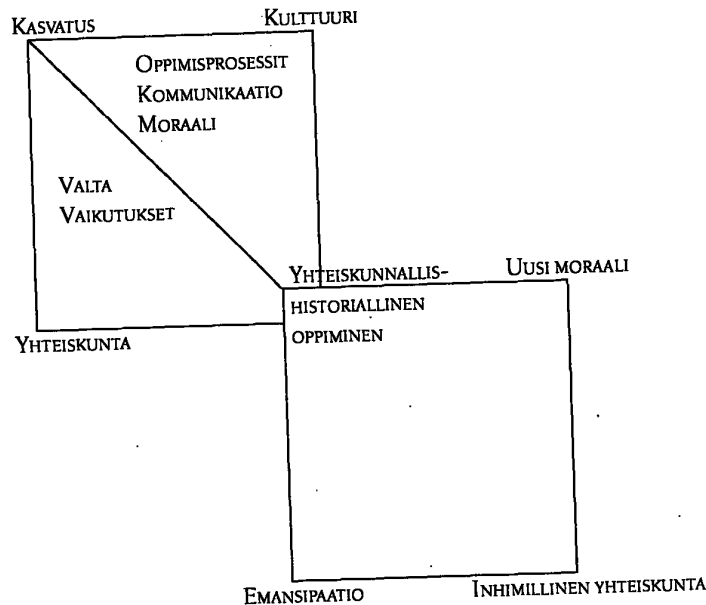 KASVATUS
KULTTUURI
OPPIMISPROSESSIT
KOMMUNIKAATIO
MORAALI
VALTA
VAIKUTUKSET
YHTEISKUNTA
YHTEISKUNNALLIS-
HISTORIALLINEN
OPPIMINEN
UUSI MORAALI
EMANSIPAATIO
INHIMILLINEN YHTEISKUNTA